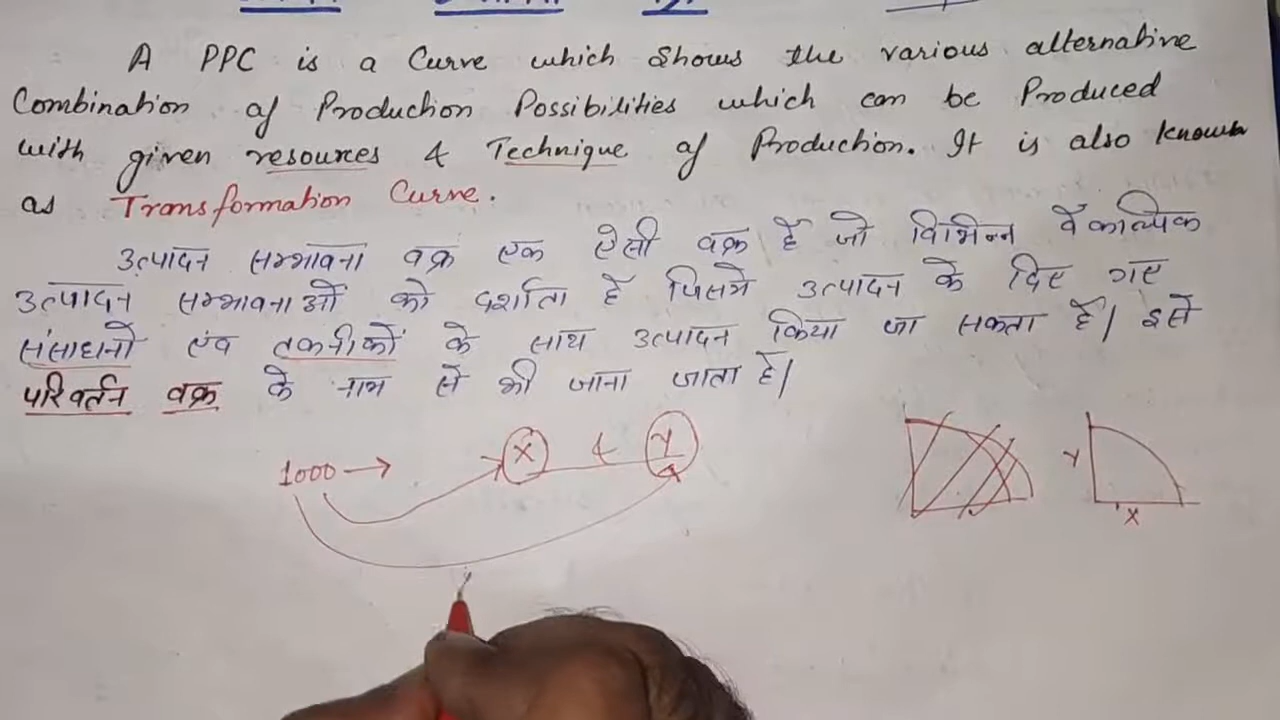 A PPC is a Curve which Shows the various alternative
Combination of Production Possibilities which can be Produced
with given resources & Technique of Production. It is also known
as Transformation Curve.
उत्पादन सम्भावना वक्र एक ऐसी वक्र है जो विभिन्न वैकल्पिक
उत्पादन सम्भावनाओं को दर्शाता है जिसमे उत्पादन के दिए गए
संसाधनों एंव तकनीकों के साथ उत्पादन किया जा सकता है। इसे
परिवर्तन वक्र के नाम से भी जाना जाता है।
1000 → X & Y
Y
X